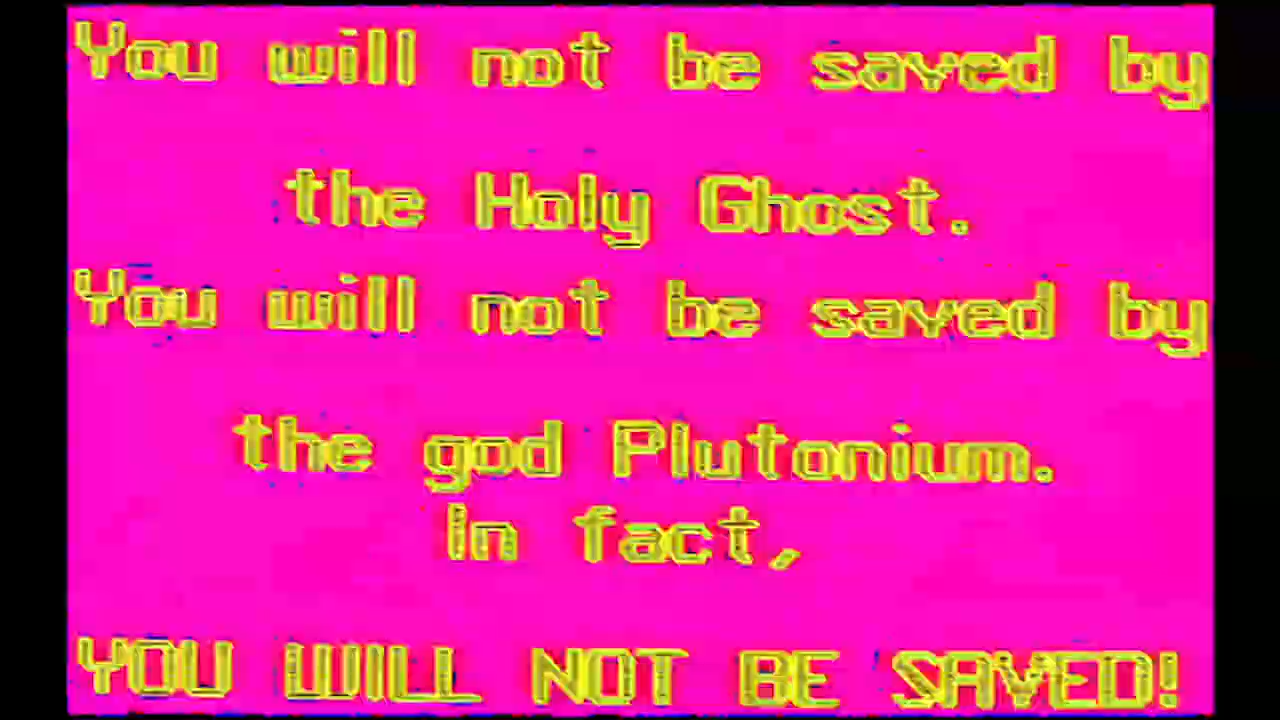 You will not be saved by
the Holy Ghost.
You will not be saved by
the god Plutonium.
In fact,
YOU WILL NOT BE SAVED!